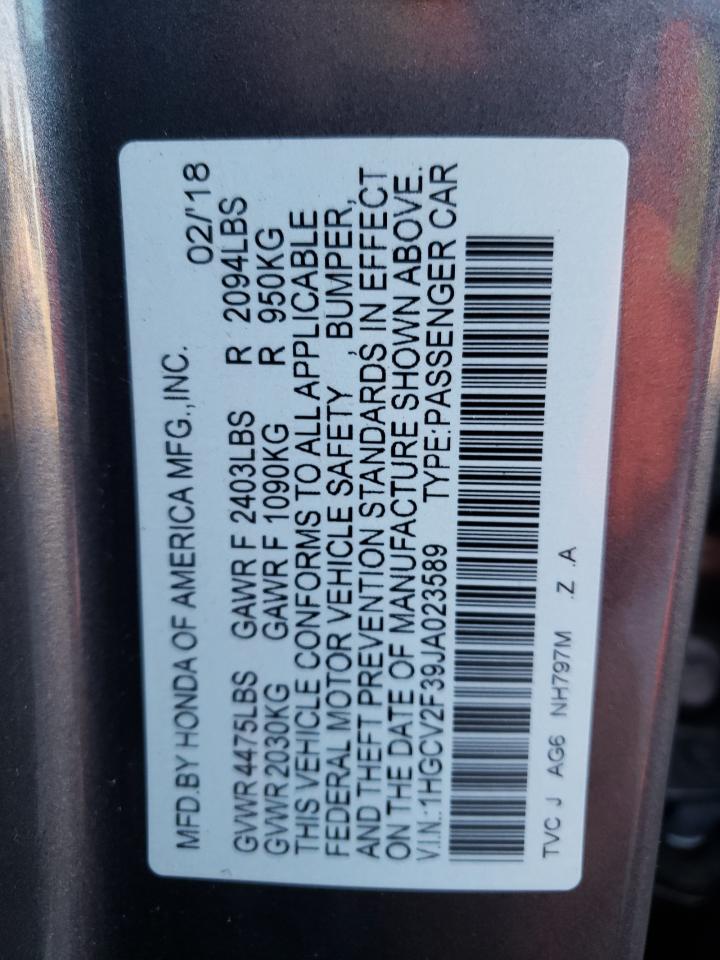 MFD.BY HONDA OF AMERICA MFG.,INC. 02/'18
GVWR 4475LBS GAWR F 2403LBS R 2094LBS
GVWR 2030KG GAWR F 1090KG R 950KG
THIS VEHICLE CONFORMS TO ALL APPLICABLE
FEDERAL MOTOR VEHICLE SAFETY , BUMPER,
AND THEFT PREVENTION STANDARDS IN EFFECT
ON THE DATE OF MANUFACTURE SHOWN ABOVE.
V.I.N.:1HGCV2F39JA023589 TYPE:PASSENGER CAR
TVC J AG6 NH797M .Z .A